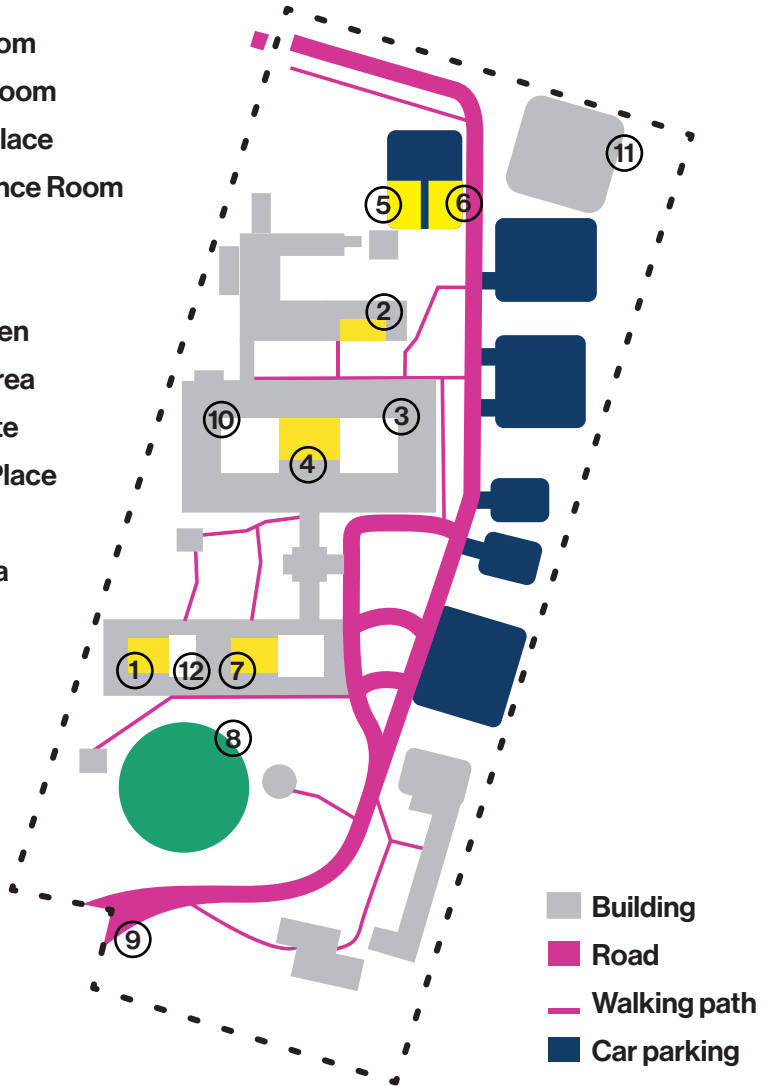 om
oom
lace
nce Room
en
rea
te
Place
a
11
5
6
2
10
3
4
1
12
7
8
9
Building
Road
Walking path
Car parking